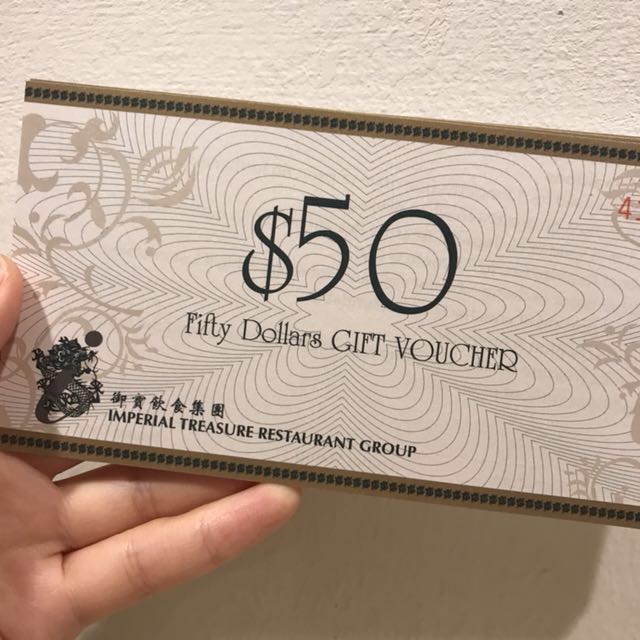 $50
Fifty Dollars GIFT VOUCHER
御寶飲食集團
IMPERIAL TREASURE RESTAURANT GROUP